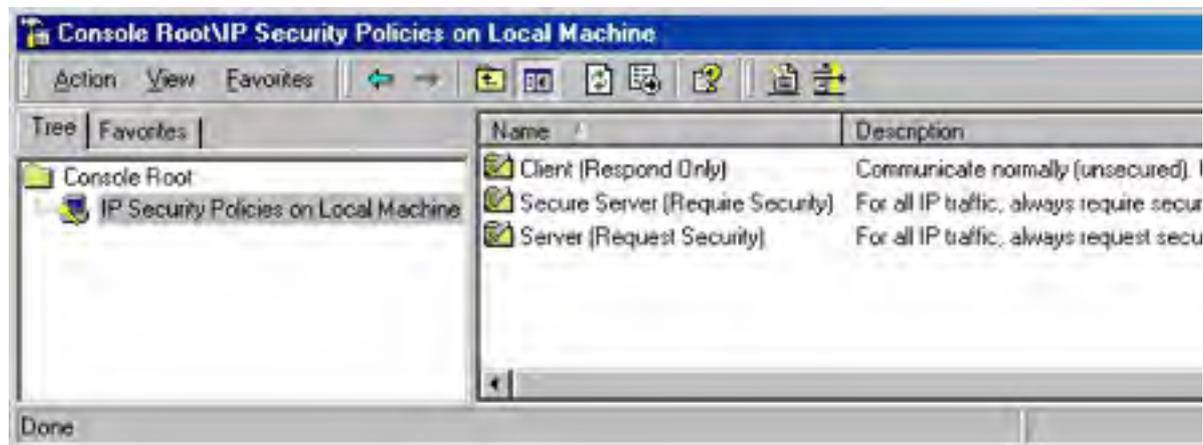 Console Root\IP Security Policies on Local Machine
Action View Favorites
Tree Favorites
Name Description
Console Root
IP Security Policies on Local Machine
Client (Respond Only) Communicate normally (unsecured).
Secure Server (Require Security) For all IP traffic, always require secur
Server (Request Security) For all IP traffic, always request secu
Done